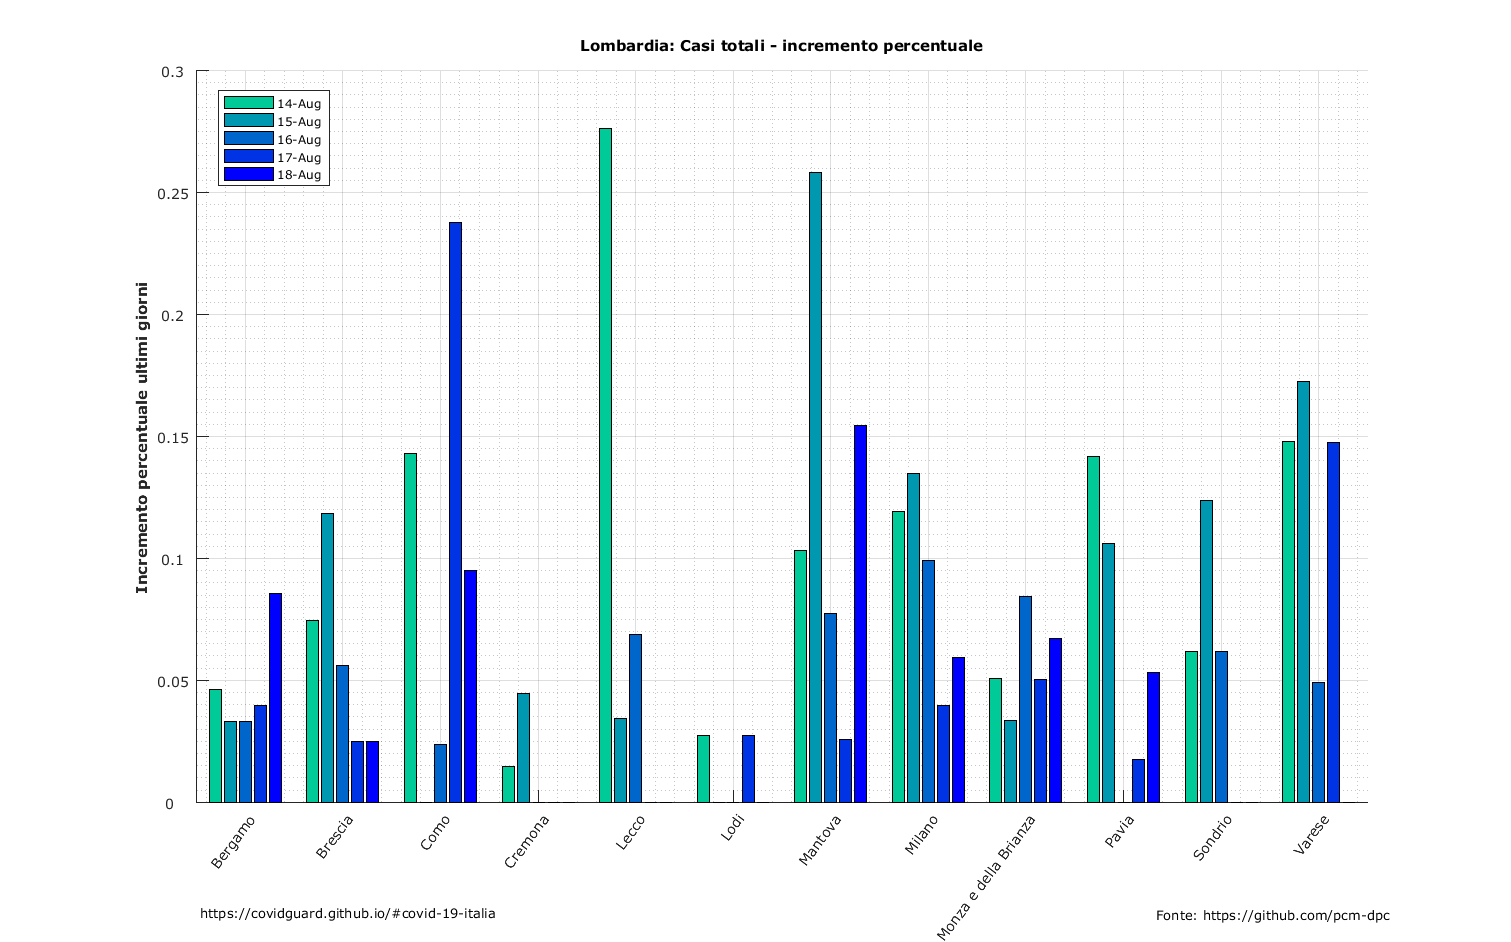 Lombardia: Casi totali - incremento percentuale
0.3
0.25
0.2
0.15
0.1
0.05
0
Incremento percentuale ultimi giorni
14-Aug
15-Aug
16-Aug
17-Aug
18-Aug
Bergamo
Brescia
Como
Cremona
Lecco
Lodi
Mantova
Milano
Monza e della Brianza
Pavia
Sondrio
Varese
https://covidguard.github.io/#covid-19-italia
Fonte: https://github.com/pcm-dpc